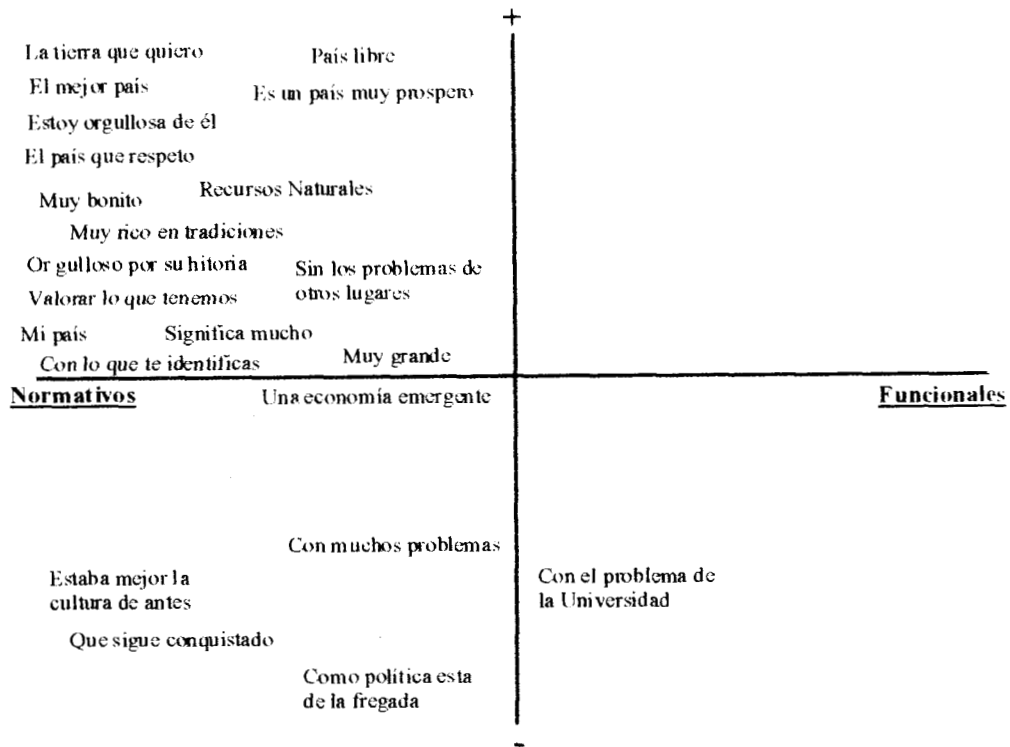 +
La tierra que quiero
País libre
El mejor país
Es un país muy prospero
Estoy orgullosa de él
El país que respeto
Recursos Naturales
Muy bonito
Muy rico en tradiciones
Or gulloso por su hitoria
Sin los problemas de
otros lugares
Valorar lo que tenemos
Mi país
Significa mucho
Muy grande
Con lo que te identificas
Normativos
Una economía emergente
Funcionales
Con muchos problemas
Estaba mejor la
cultura de antes
Con el problema de
la Universidad
Que sigue conquistado
Como política esta
de la fregada
-